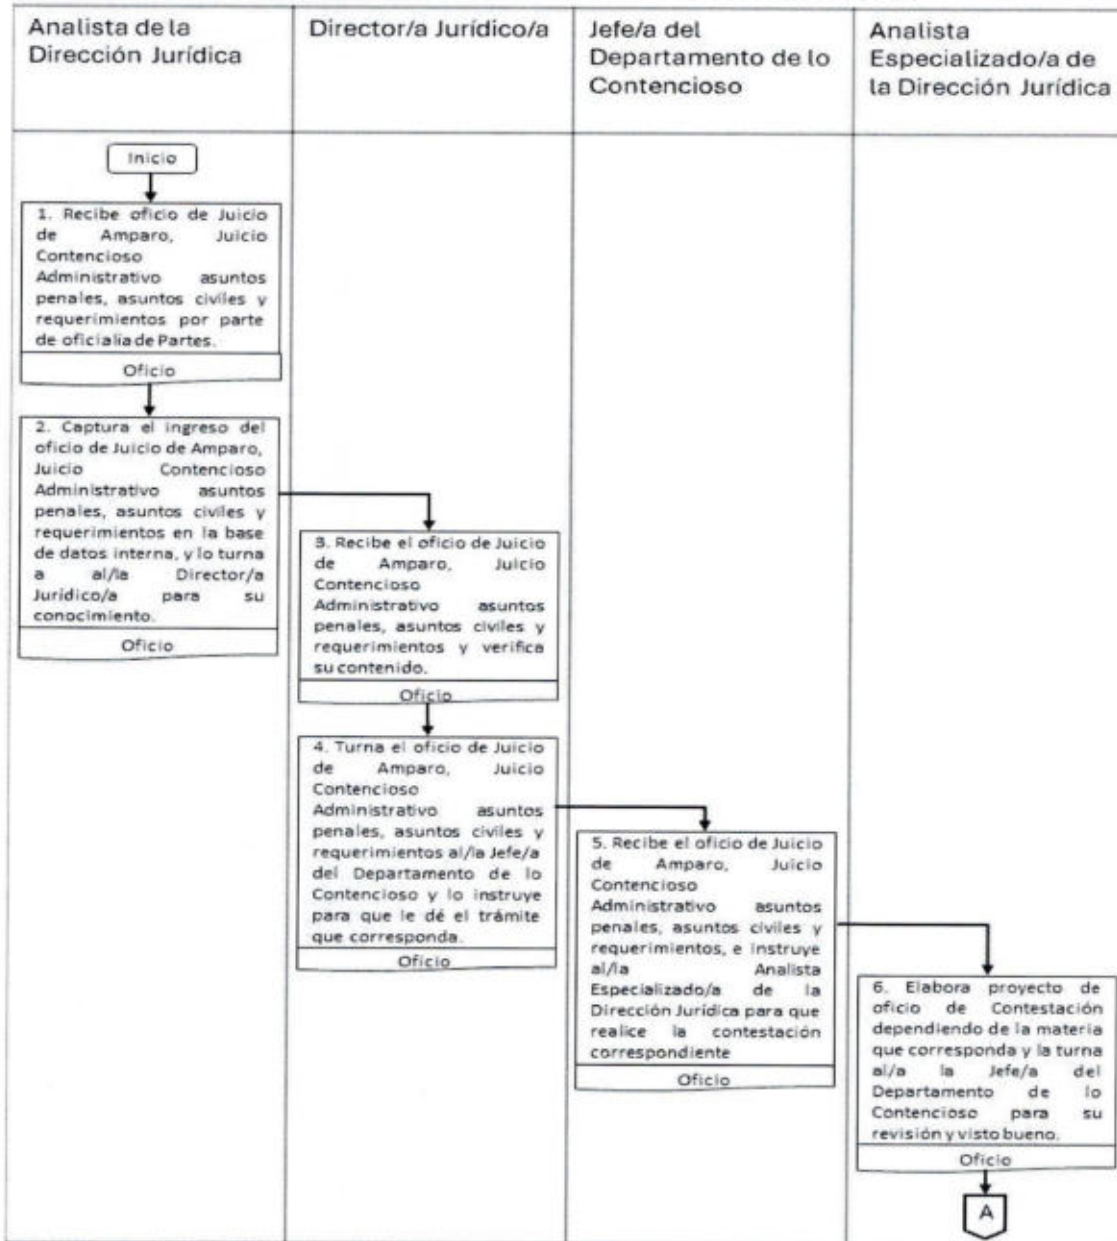 Analista de la
Dirección Jurídica
Director/a Jurídico/a
Jefe/a del
Departamento de lo
Contencioso
Analista
Especializado/a de
la Dirección Jurídica
Inicio
1. Recibe oficio de Juicio
de Amparo, Juicio
Contencioso
Administrativo asuntos
penales, asuntos civiles y
requerimientos por parte
de oficialia de Partes.
Oficio
2. Captura el ingreso del
oficio de Juicio de Amparo,
Juicio Contencioso
Administrativo asuntos
penales, asuntos civiles y
requerimientos en la base
de datos interna, y lo turna
a al/la Director/a
Jurídico/a para su
conocimiento.
Oficio
3. Recibe el oficio de Juicio
de Amparo, Juicio
Contencioso
Administrativo asuntos
penales, asuntos civiles y
requerimientos y verifica
su contenido.
Oficio
4. Turna el oficio de Juicio
de Amparo, Juicio
Contencioso
Administrativo asuntos
penales, asuntos civiles y
requerimientos al/la Jefe/a
del Departamento de lo
Contencioso y lo instruye
para que le dé el trámite
que corresponda.
Oficio
5. Recibe el oficio de Juicio
de Amparo, Juicio
Contencioso
Administrativo asuntos
penales, asuntos civiles y
requerimientos, e instruye
al/la Analista
Especializado/a de la
Dirección Jurídica para que
realice la contestación
correspondiente
Oficio
6. Elabora proyecto de
oficio de Contestación
dependiendo de la materia
que corresponda y la turna
al/a la Jefe/a del
Departamento de lo
Contencioso para su
revisión y visto bueno.
Oficio
A